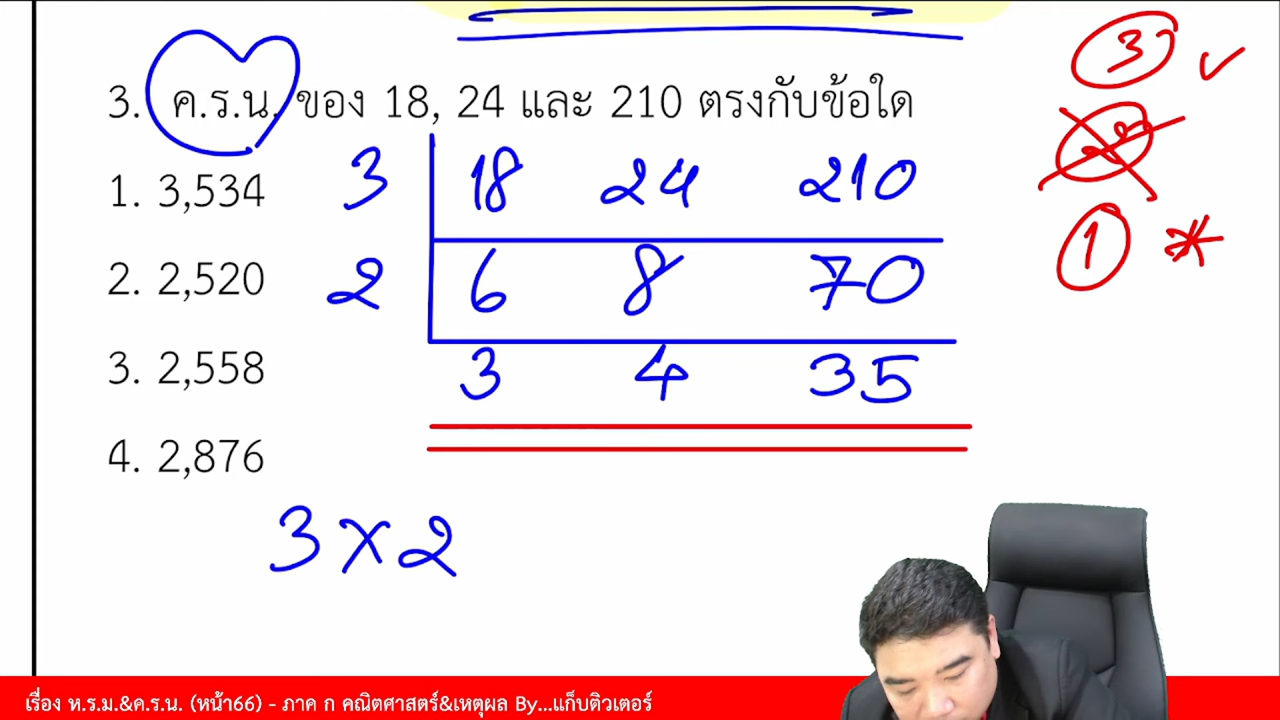 3. ค.ร.น. ของ 18, 24 และ 210 ตรงกับข้อใด
3 ✓
1. 3,534
3 18 24 210
1 *
2. 2,520
2 6 8 70
3. 2,558
3 4 35
4. 2,876
3 × 2
เรื่อง ห.ร.ม.&ค.ร.น. (หน้า66) - ภาค ก คณิตศาสตร์&เหตุผล By...แก็บติวเตอร์